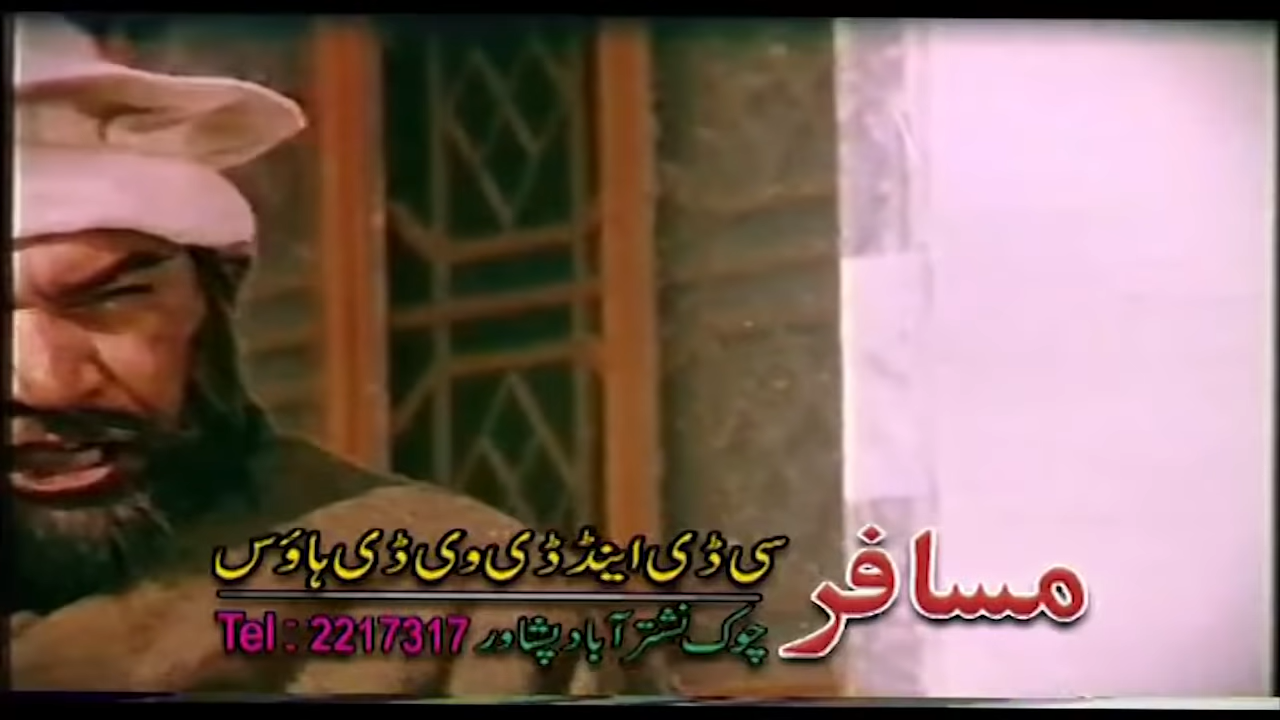 مسافر
سی ڈی اینڈ ڈی وی ڈی ہاؤس
چوک نشتر آباد پشاور Tel : 2217317